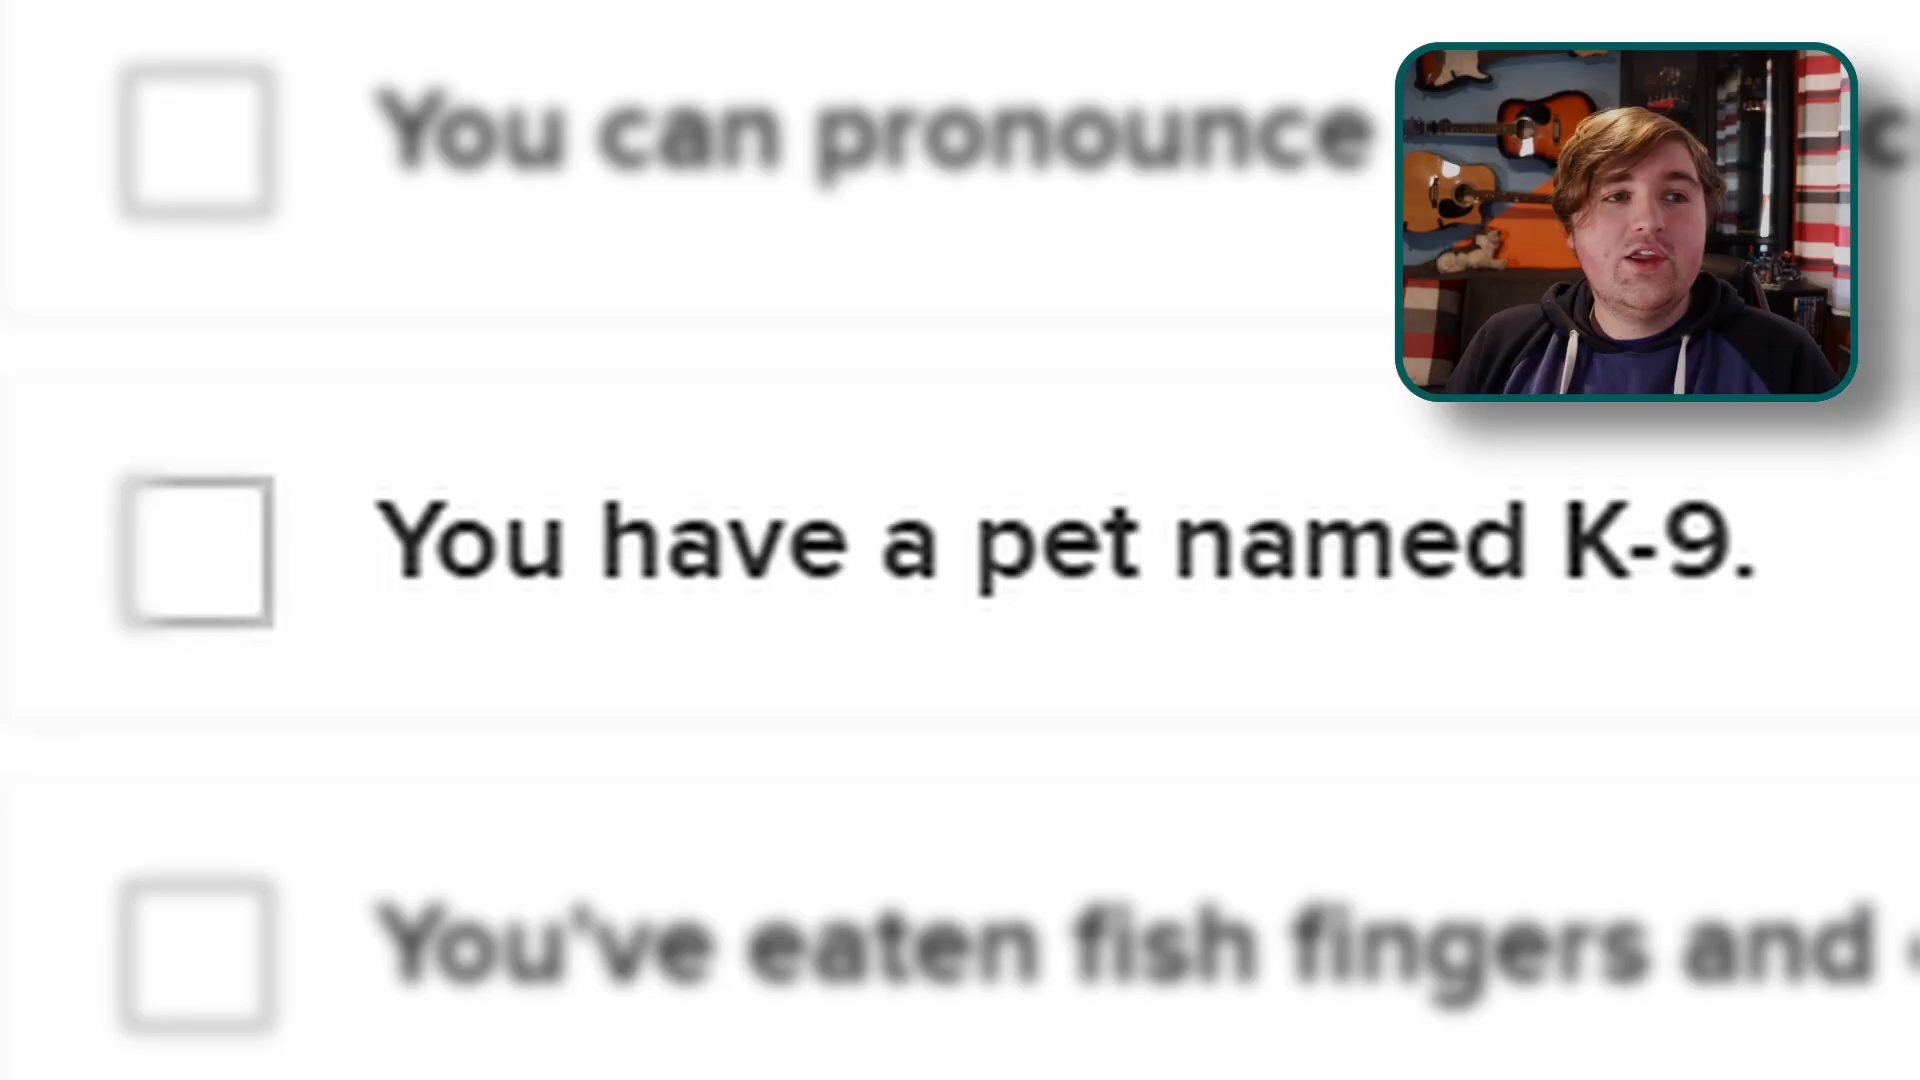 You can pronounce
You have a pet named K-9.
You've eaten fish fingers and